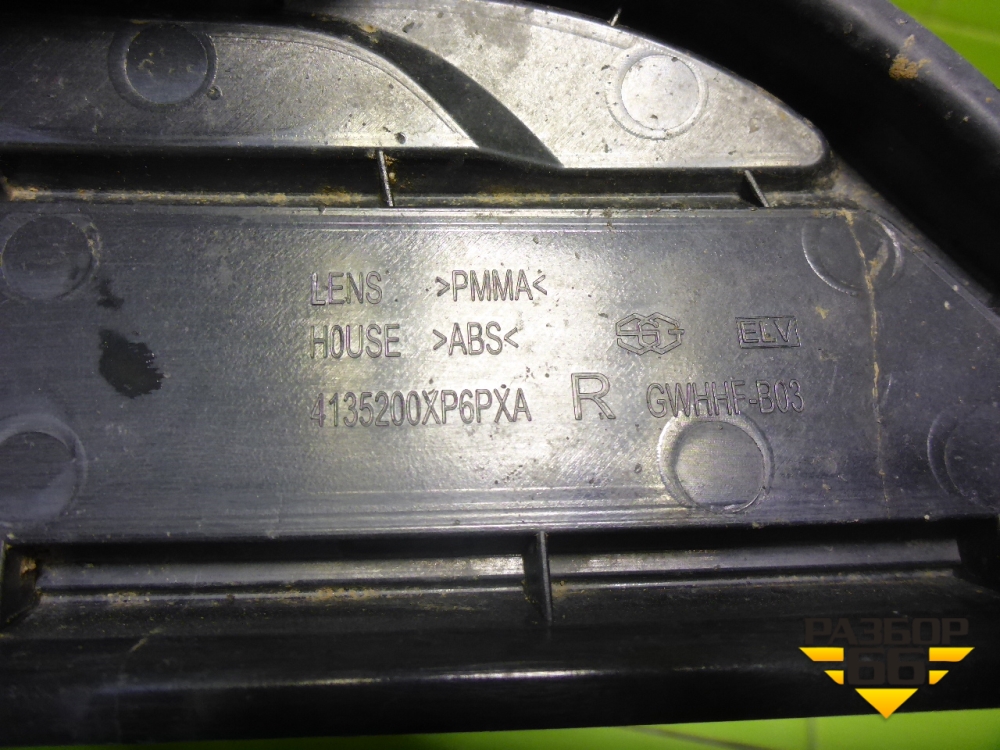 LENS >PMMA<
HOUSE >ABS< ELV
4135200XP6PXA R GWHHF-B03
РАЗБОР
66